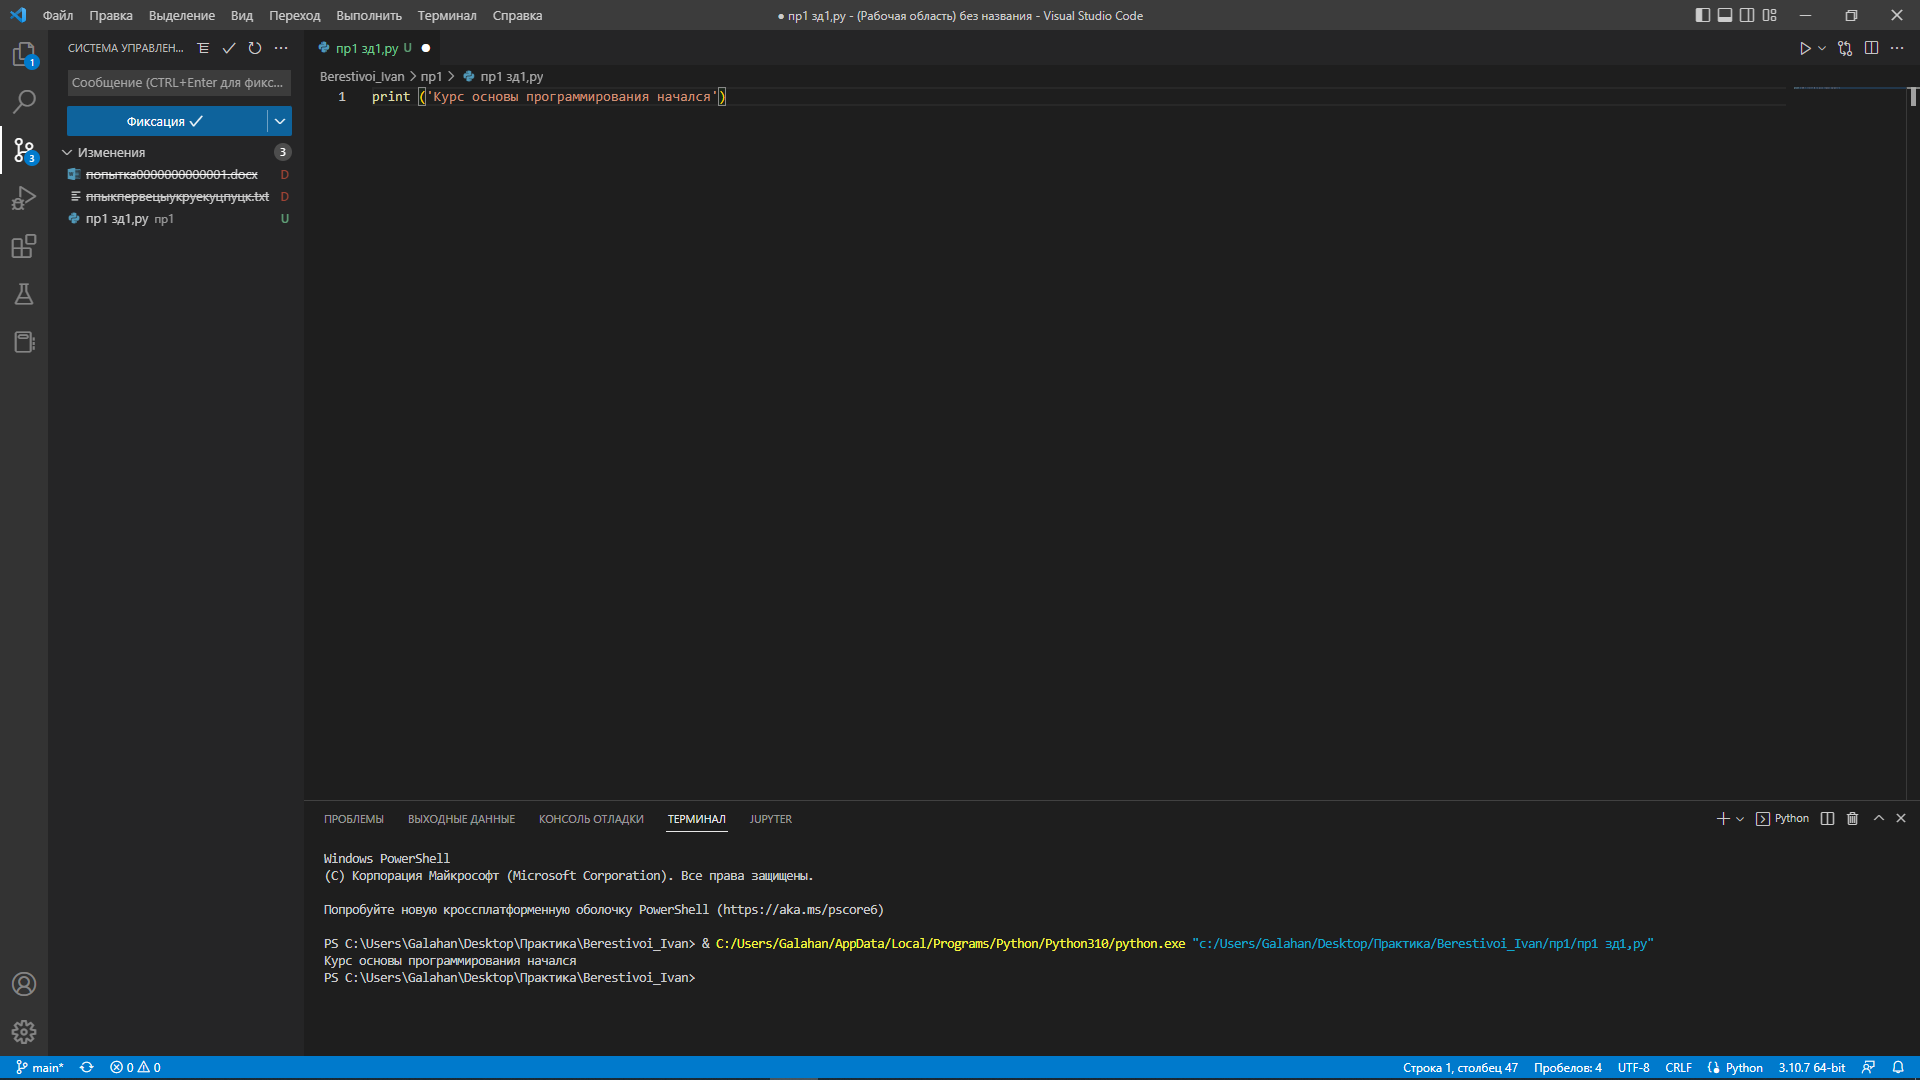 Файл Правка Выделение Вид Переход Выполнить Терминал Справка
● пр1 зд1,py - (Рабочая область) без названия - Visual Studio Code
СИСТЕМА УПРАВЛЕН...
1
3
Сообщение (CTRL+Enter для фикс...
Фиксация
Изменения 3
попытка0000000000001.docx D
ппыкпервецыукруекуцпуцк.txt D
пр1 зд1,py пр1 U
пр1 зд1,py U
Berestivoi_Ivan > пр1 > пр1 зд1,py
1 print ('Курс основы программирования начался')
ПРОБЛЕМЫ ВЫХОДНЫЕ ДАННЫЕ КОНСОЛЬ ОТЛАДКИ ТЕРМИНАЛ JUPYTER
Python
Windows PowerShell
(C) Корпорация Майкрософт (Microsoft Corporation). Все права защищены.
Попробуйте новую кроссплатформенную оболочку PowerShell (https://aka.ms/pscore6)
PS C:\Users\Galahan\Desktop\Практика\Berestivoi_Ivan> & C:/Users/Galahan/AppData/Local/Programs/Python/Python310/python.exe "c:/Users/Galahan/Desktop/Практика/Berestivoi_Ivan/пр1/пр1 зд1,py"
Курс основы программирования начался
PS C:\Users\Galahan\Desktop\Практика\Berestivoi_Ivan>
main* 0 0
Строка 1, столбец 47 Пробелов: 4 UTF-8 CRLF Python 3.10.7 64-bit